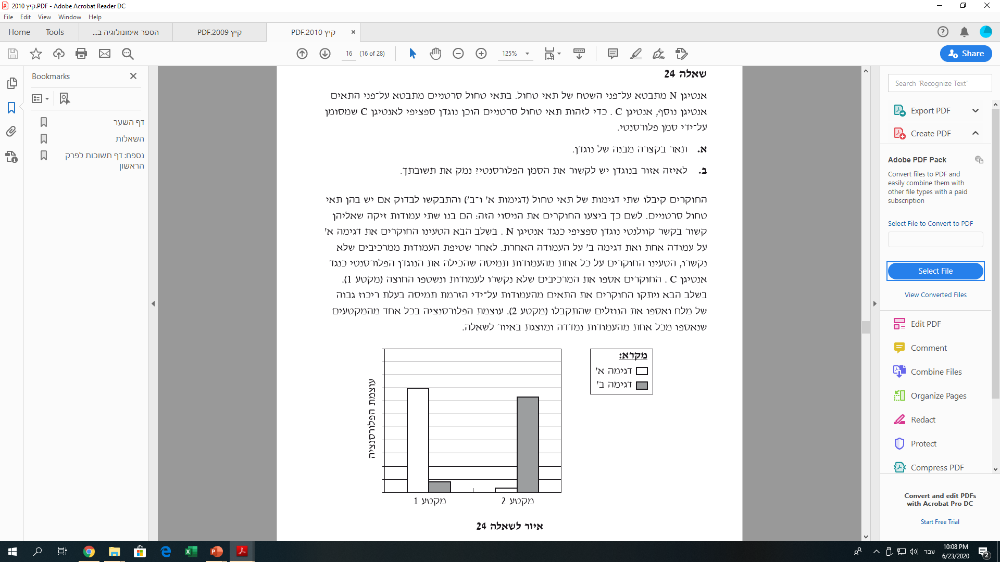 קיץ 2010.PDF - Adobe Acrobat Reader DC
File Edit View Window Help
Home Tools הספר אימונולוגיה ב... קיץ 2009.PDF קיץ 2010.PDF
16 (16 of 28) 125% Share
Bookmarks
דף השער
השאלות
נספח: דף תשובות לפרק
הראשון
שאלה 24
אנטיגן N מתבטא על־פני השטח של תאי טחול. בתאי טחול סרטניים מתבטא על־פני התאים
אנטיגן נוסף, אנטיגן C . כדי לזהות תאי טחול סרטניים הוכן נוגדן ספציפי לאנטיגן C שמסומן
על־ידי סמן פלורסנטי.
א. תאר בקצרה מבנה של נוגדן.
ב. לאיזה אזור בנוגדן יש לקשור את הסמן הפלורסנטי? נמק את תשובתך.
החוקרים קיבלו שתי דגימות של תאי טחול (דגימות א' ו־ב') והתבקשו לבדוק אם יש בהן תאי
טחול סרטניים. לשם כך ביצעו החוקרים את הניסוי הזה: הם בנו שתי עמודות זיקה שאליהן
קשור בקשר קוולנטי נוגדן ספציפי כנגד אנטיגן N . בשלב הבא הטעינו החוקרים את דגימה א'
על עמודה אחת ואת דגימה ב' על העמודה האחרת. לאחר שטיפת העמודות ממרכיבים שלא
נקשרו, הטעינו החוקרים על כל אחת מהעמודות תמיסה שהכילה את הנוגדן הפלורסנטי כנגד
אנטיגן C . החוקרים אספו את המרכיבים שלא נקשרו לעמודות ונשטפו החוצה (מקטע 1).
בשלב הבא ניתקו החוקרים את התאים מהעמודות על־ידי הזרמת תמיסה בעלת ריכוז גבוה
של מלח ואספו את הנוזלים שהתקבלו (מקטע 2). עוצמת הפלורסנציה בכל אחד מהמקטעים
שנאספו מכל אחת מהעמודות נמדדה ומוצגת באיור לשאלה.
מקרא:
דגימה א'
דגימה ב'
עוצמת הפלורסנציה
מקטע 1 מקטע 2
איור לשאלה 24
Search 'Recognize Text'
Export PDF
Create PDF
Adobe PDF Pack
Convert files to PDF and
easily combine them with
other file types with a paid
subscription
Select File to Convert to PDF
Select File
View Converted Files
Edit PDF
Comment
Combine Files
Organize Pages
Redact
Protect
Compress PDF
Convert and edit PDFs
with Acrobat Pro DC
Start Free Trial
עבר 10:08 PM
6/23/2020
2